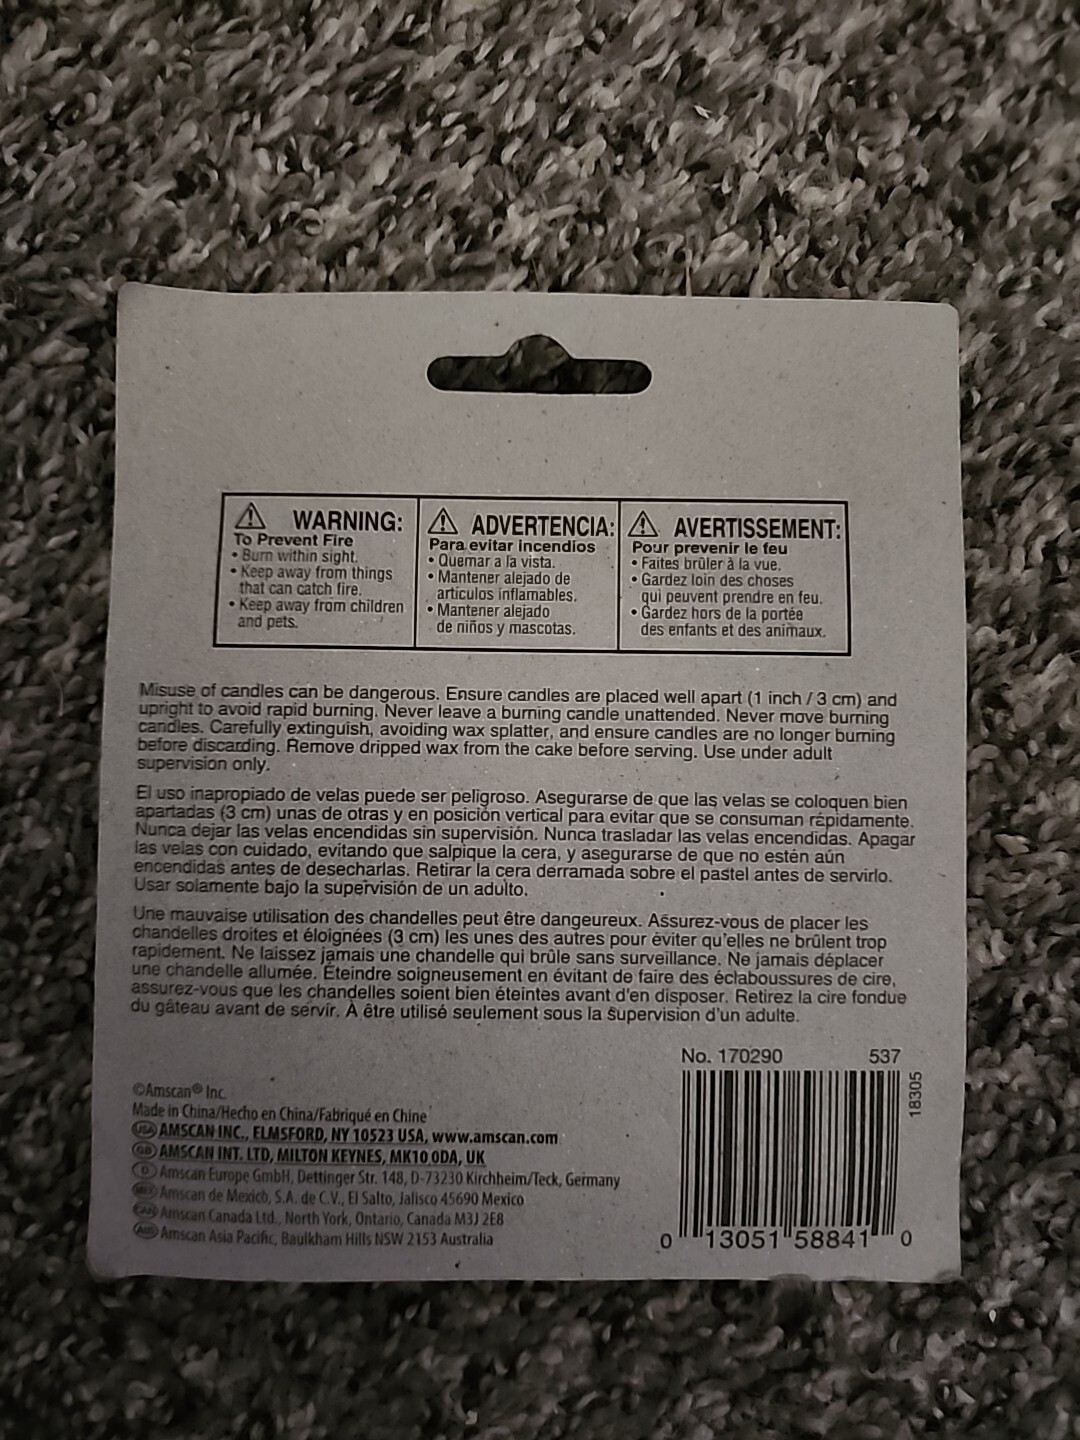 WARNING:
To Prevent Fire
• Burn within sight.
• Keep away from things
that can catch fire.
• Keep away from children
and pets.
ADVERTENCIA:
Para evitar incendios
• Quemar a la vista.
• Mantener alejado de
articulos inflamables.
• Mantener alejado
de niños y mascotas.
AVERTISSEMENT:
Pour prevenir le feu
• Faites brûler à la vue.
• Gardez loin des choses
qui peuvent prendre en feu.
• Gardez hors de la portée
des enfants et des animaux.
Misuse of candles can be dangerous. Ensure candles are placed well apart (1 inch / 3 cm) and
upright to avoid rapid burning. Never leave a burning candle unattended. Never move burning
candles. Carefully extinguish, avoiding wax splatter, and ensure candles are no longer burning
before discarding. Remove dripped wax from the cake before serving. Use under adult
supervision only.
El uso inapropiado de velas puede ser peligroso. Asegurarse de que las velas se coloquen bien
apartadas (3 cm) unas de otras y en posición vertical para evitar que se consuman rápidamente.
Nunca dejar las velas encendidas sin supervisión. Nunca trasladar las velas encendidas. Apagar
las velas con cuidado, evitando que salpique la cera, y asegurarse de que no estén aún
encendidas antes de desecharlas. Retirar la cera derramada sobre el pastel antes de servirlo.
Usar solamente bajo la supervisión de un adulto.
Une mauvaise utilisation des chandelles peut être dangeureux. Assurez-vous de placer les
chandelles droites et éloignées (3 cm) les unes des autres pour éviter qu'elles ne brûlent trop
rapidement. Ne laissez jamais une chandelle qui brûle sans surveillance. Ne jamais déplacer
une chandelle allumée. Éteindre soigneusement en évitant de faire des éclaboussures de cire,
assurez-vous que les chandelles soient bien éteintes avant d'en disposer. Retirez la cire fondue
du gâteau avant de servir. À être utilisé seulement sous la supervision d'un adulte.
No. 170290 537
18305
©Amscan® Inc.
Made in China/Hecho en China/Fabriqué en Chine
USA AMSCAN INC., ELMSFORD, NY 10523 USA, www.amscan.com
GB AMSCAN INT. LTD, MILTON KEYNES, MK10 0DA, UK
D Amscan Europe GmbH, Dettinger Str. 148, D-73230 Kirchheim/Teck, Germany
MEX Amscan de Mexico, S.A. de C.V., El Salto, Jalisco 45690 Mexico
CAN Amscan Canada Ltd., North York, Ontario, Canada M3J 2E8
AUS Amscan Asia Pacific, Baulkham Hills NSW 2153 Australia
0 13051 58841 0